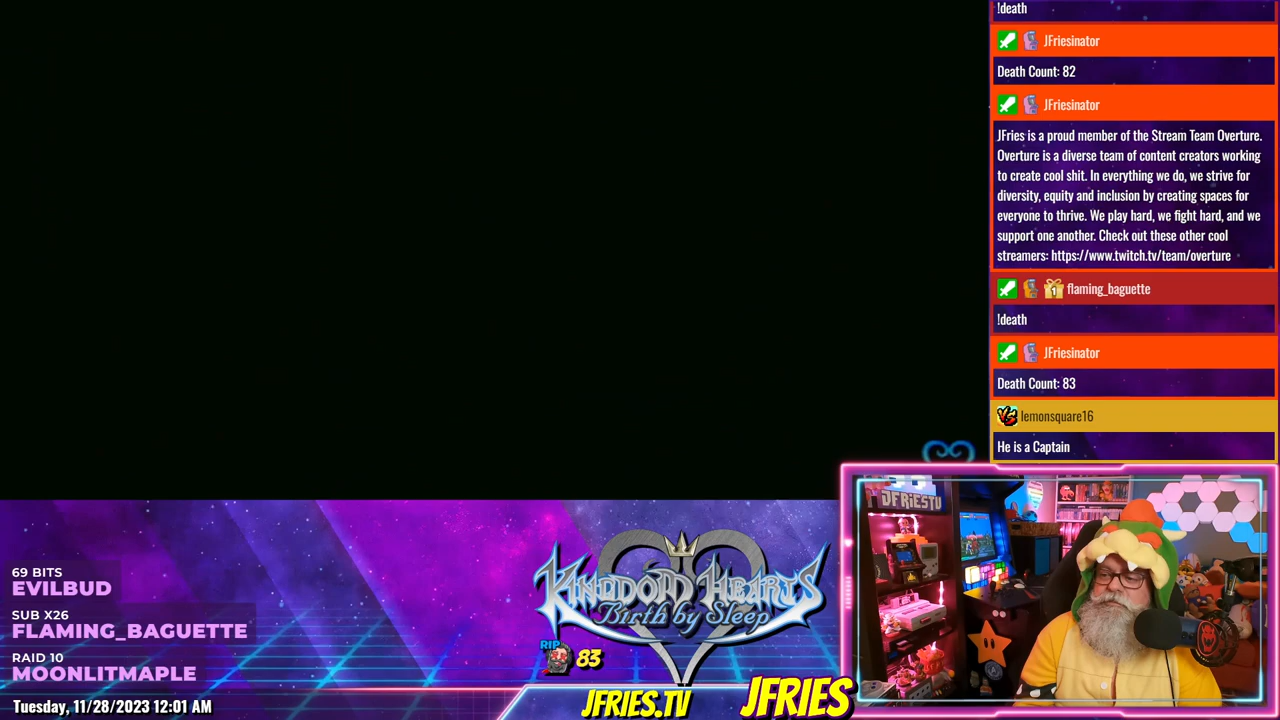 !death
JFriesinator
Death Count: 82
JFriesinator
JFries is a proud member of the Stream Team Overture.
Overture is a diverse team of content creators working
to create cool shit. In everything we do, we strive for
diversity, equity and inclusion by creating spaces for
everyone to thrive. We play hard, we fight hard, and we
support one another. Check out these other cool
streamers: https://www.twitch.tv/team/overture
1 flaming_baguette
!death
JFriesinator
Death Count: 83
VS lemonsquare16
He is a Captain
69 BITS
EVILBUD
SUB X26
FLAMING_BAGUETTE
RAID 10
MOONLITMAPLE
Tuesday, 11/28/2023 12:01 AM
KINGDOM HEARTS
Birth by Sleep
RIP 83
JFRIES.TV
JFRIES
JFRIESTV